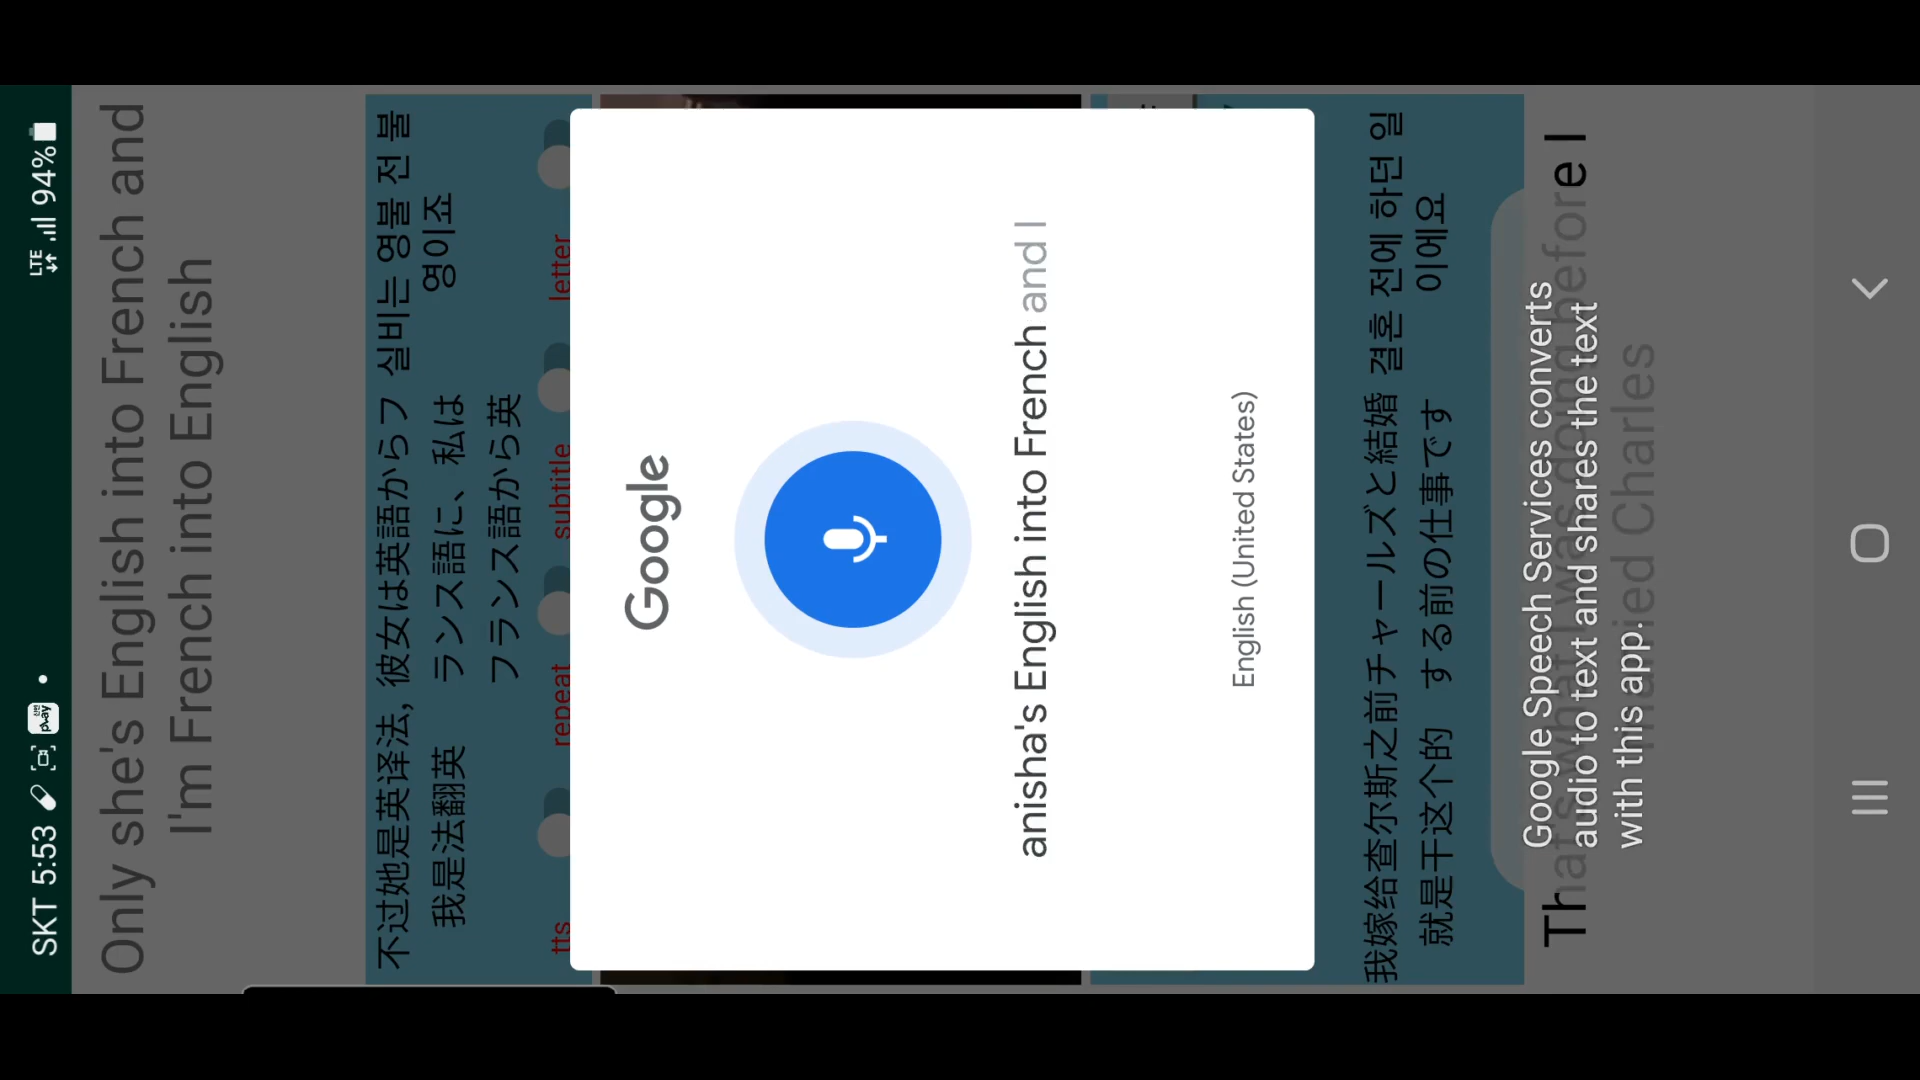 SKT 5:53
LTE
94%
Only she's English into French and
I'm French into English
不过她是英译法,
我是法翻英
彼女は英語からフ
ランス語に、私は
フランス語から英
실비는 영불 전 불
영이죠
tts
repeat
subtitle
letter
Google
anisha's English into French and I
English (United States)
我嫁给查尔斯之前
就是干这个的
チャールズと結婚
する前の仕事です
결혼 전에 하던 일
이에요
That's what I was doing before I
married Charles
Google Speech Services converts
audio to text and shares the text
with this app.